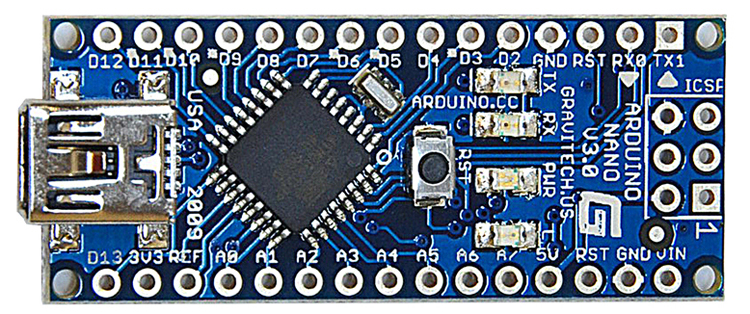 D12 D11 D10 D9 D8 D7 D6 D5 D4 D3 D2 GND RST RX0 TX1
ICSP
USA 2009
ARDUINO.CC
TX
RX
PWR
L
RST
GRAVITECH.US
ARDUINO
NANO
V3.0
1
D13 3V3 REF A0 A1 A2 A3 A4 A5 A6 A7 5V RST GND VIN